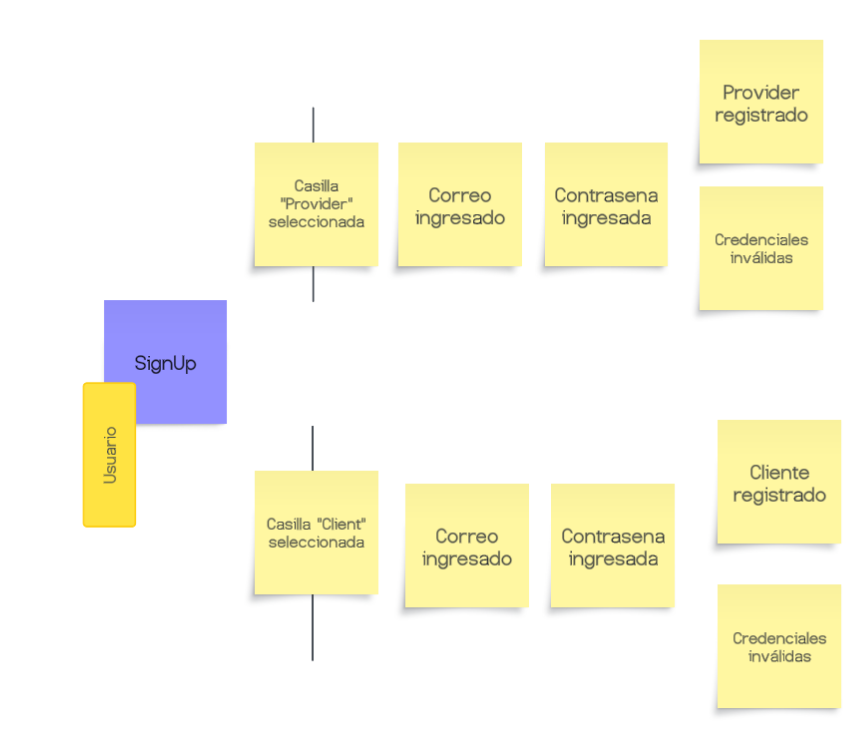 Provider
registrado
Casilla
"Provider"
seleccionada
Correo
ingresado
Contrasena
ingresada
Credenciales
inválidas
SignUp
Usuario
Casilla "Client"
seleccionada
Correo
ingresado
Contrasena
ingresada
Cliente
registrado
Credenciales
inválidas